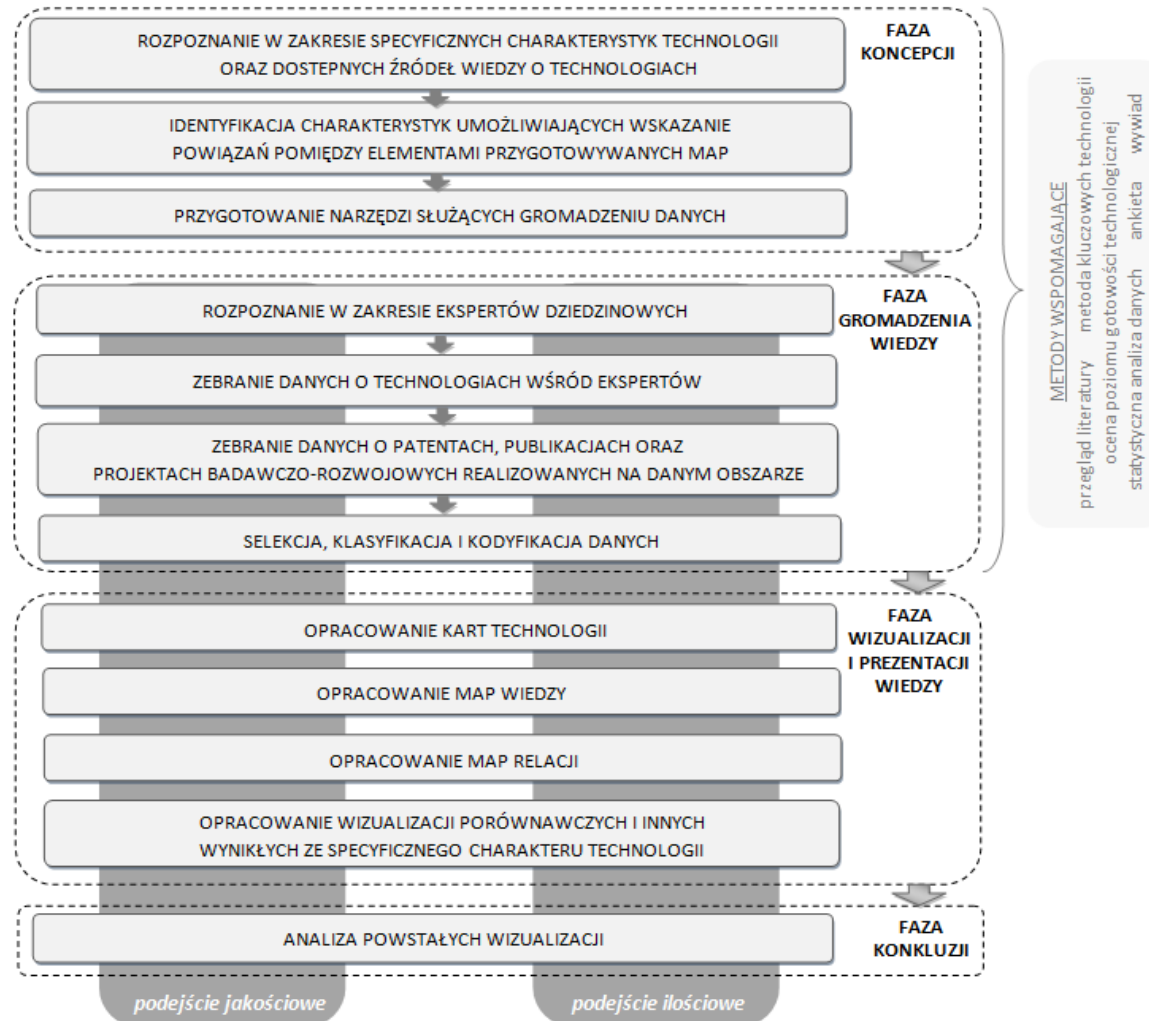 ROZPOZNANIE W ZAKRESIE SPECYFICZNYCH CHARAKTERYSTYK TECHNOLOGII
ORAZ DOSTEPNYCH ŹRÓDEŁ WIEDZY O TECHNOLOGIACH
FAZA
KONCEPCJI
IDENTYFIKACJA CHARAKTERYSTYK UMOŻLIWIAJĄCYCH WSKAZANIE
POWIĄZAŃ POMIĘDZY ELEMENTAMI PRZYGOTOWYWANYCH MAP
PRZYGOTOWANIE NARZĘDZI SŁUŻĄCYCH GROMADZENIU DANYCH
ROZPOZNANIE W ZAKRESIE EKSPERTÓW DZIEDZINOWYCH
FAZA
GROMADZENIA
WIEDZY
ZEBRANIE DANYCH O TECHNOLOGIACH WŚRÓD EKSPERTÓW
ZEBRANIE DANYCH O PATENTACH, PUBLIKACJACH ORAZ
PROJEKTACH BADAWCZO-ROZWOJOWYCH REALIZOWANYCH NA DANYM OBSZARZE
SELEKCJA, KLASYFIKACJA I KODYFIKACJA DANYCH
METODY WSPOMAGAJĄCE
przegląd literatury metoda kluczowych technologii
ocena poziomu gotowości technologicznej
statystyczna analiza danych ankieta wywiad
OPRACOWANIE KART TECHNOLOGII
FAZA
WIZUALIZACJI
I PREZENTACJI
WIEDZY
OPRACOWANIE MAP WIEDZY
OPRACOWANIE MAP RELACJI
OPRACOWANIE WIZUALIZACJI PORÓWNAWCZYCH I INNYCH
WYNIKŁYCH ZE SPECYFICZNEGO CHARAKTERU TECHNOLOGII
ANALIZA POWSTAŁYCH WIZUALIZACJI
FAZA
KONKLUZJI
podejście jakościowe
podejście ilościowe